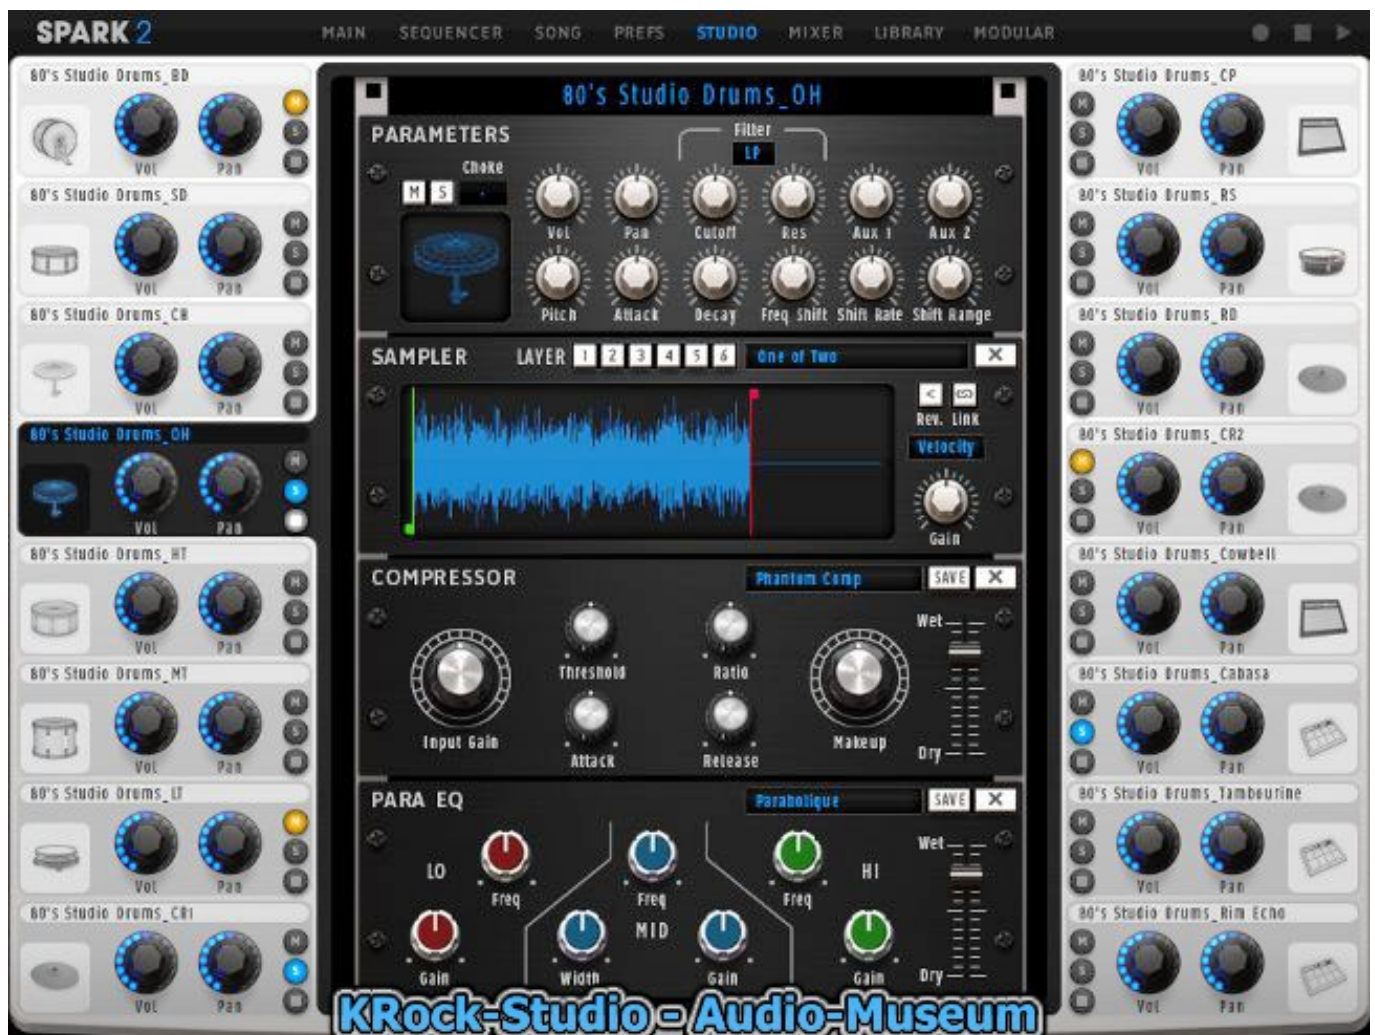 SPARK 2 MAIN SEQUENCER SONG PREFS STUDIO MIXER LIBRARY MODULAR
80's Studio Drums_BD
Vol Pan
M
S
80's Studio Drums_SD
Vol Pan
M
S
80's Studio Drums_CH
Vol Pan
M
S
80's Studio Drums_OH
Vol Pan
M
S
80's Studio Drums_HT
Vol Pan
M
S
80's Studio Drums_MT
Vol Pan
M
S
80's Studio Drums_LT
Vol Pan
M
S
80's Studio Drums_CR1
Vol Pan
M
S
80's Studio Drums_OH
PARAMETERS
Filter
LP
Choke
M S
Vol Pan Cutoff Res Aux 1 Aux 2
Pitch Attack Decay Freq Shift Shift Rate Shift Range
SAMPLER LAYER 1 2 3 4 5 6 One of Two X
< 
Rev. Link
Velocity
Gain
COMPRESSOR Phantom Comp SAVE X
Wet
Threshold Ratio
Input Gain Makeup
Attack Release
Dry
PARA EQ Parabolique SAVE X
Wet
LO HI
Freq Freq Freq
MID
Gain Width Gain Gain
Dry
80's Studio Drums_CP
M
S
Vol Pan
80's Studio Drums_RS
M
S
Vol Pan
80's Studio Drums_RD
M
S
Vol Pan
80's Studio Drums_CR2
M
S
Vol Pan
80's Studio Drums_Cowbell
M
S
Vol Pan
80's Studio Drums_Cabasa
M
S
Vol Pan
80's Studio Drums_Tambourine
M
S
Vol Pan
80's Studio Drums_Rim Echo
M
S
Vol Pan
KRock-Studio - Audio-Museum